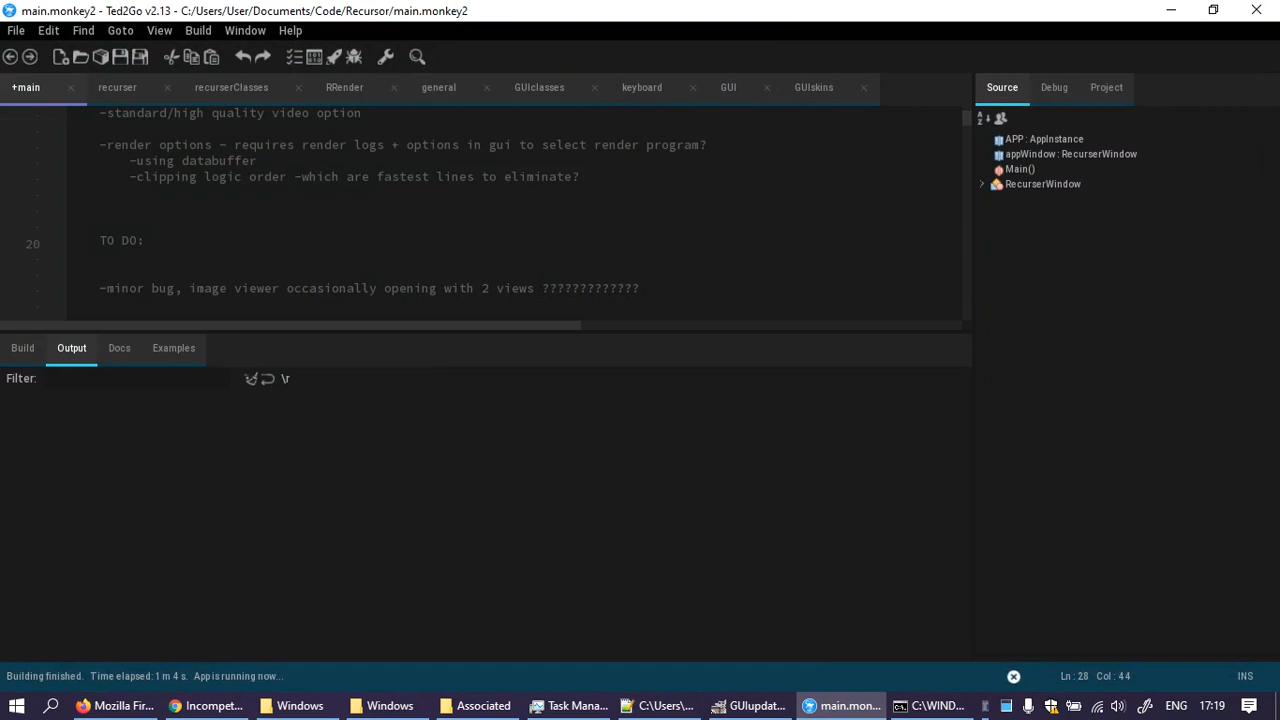 main.monkey2 - Ted2Go v2.13 - C:/Users/User/Documents/Code/Recursor/main.monkey2
File Edit Find Goto View Build Window Help
+main recurser recurserClasses RRender general GUIclasses keyboard GUI GUIskins
Source Debug Project
-standard/high quality video option
-render options - requires render logs + options in gui to select render program?
-using databuffer
-clipping logic order -which are fastest lines to eliminate?
20 TO DO:
-minor bug, image viewer occasionally opening with 2 views ?????????????
APP : AppInstance
appWindow : RecurserWindow
Main()
RecurserWindow
Build Output Docs Examples
Filter: \r
Building finished. Time elapsed: 1 m 4 s. App is running now...
Ln : 28 Col : 44 INS
Mozilla Fir... Incompet... Windows Windows Associated Task Mana... C:\Users\... GUIupdat... main.mon... C:\WIND... 17:19